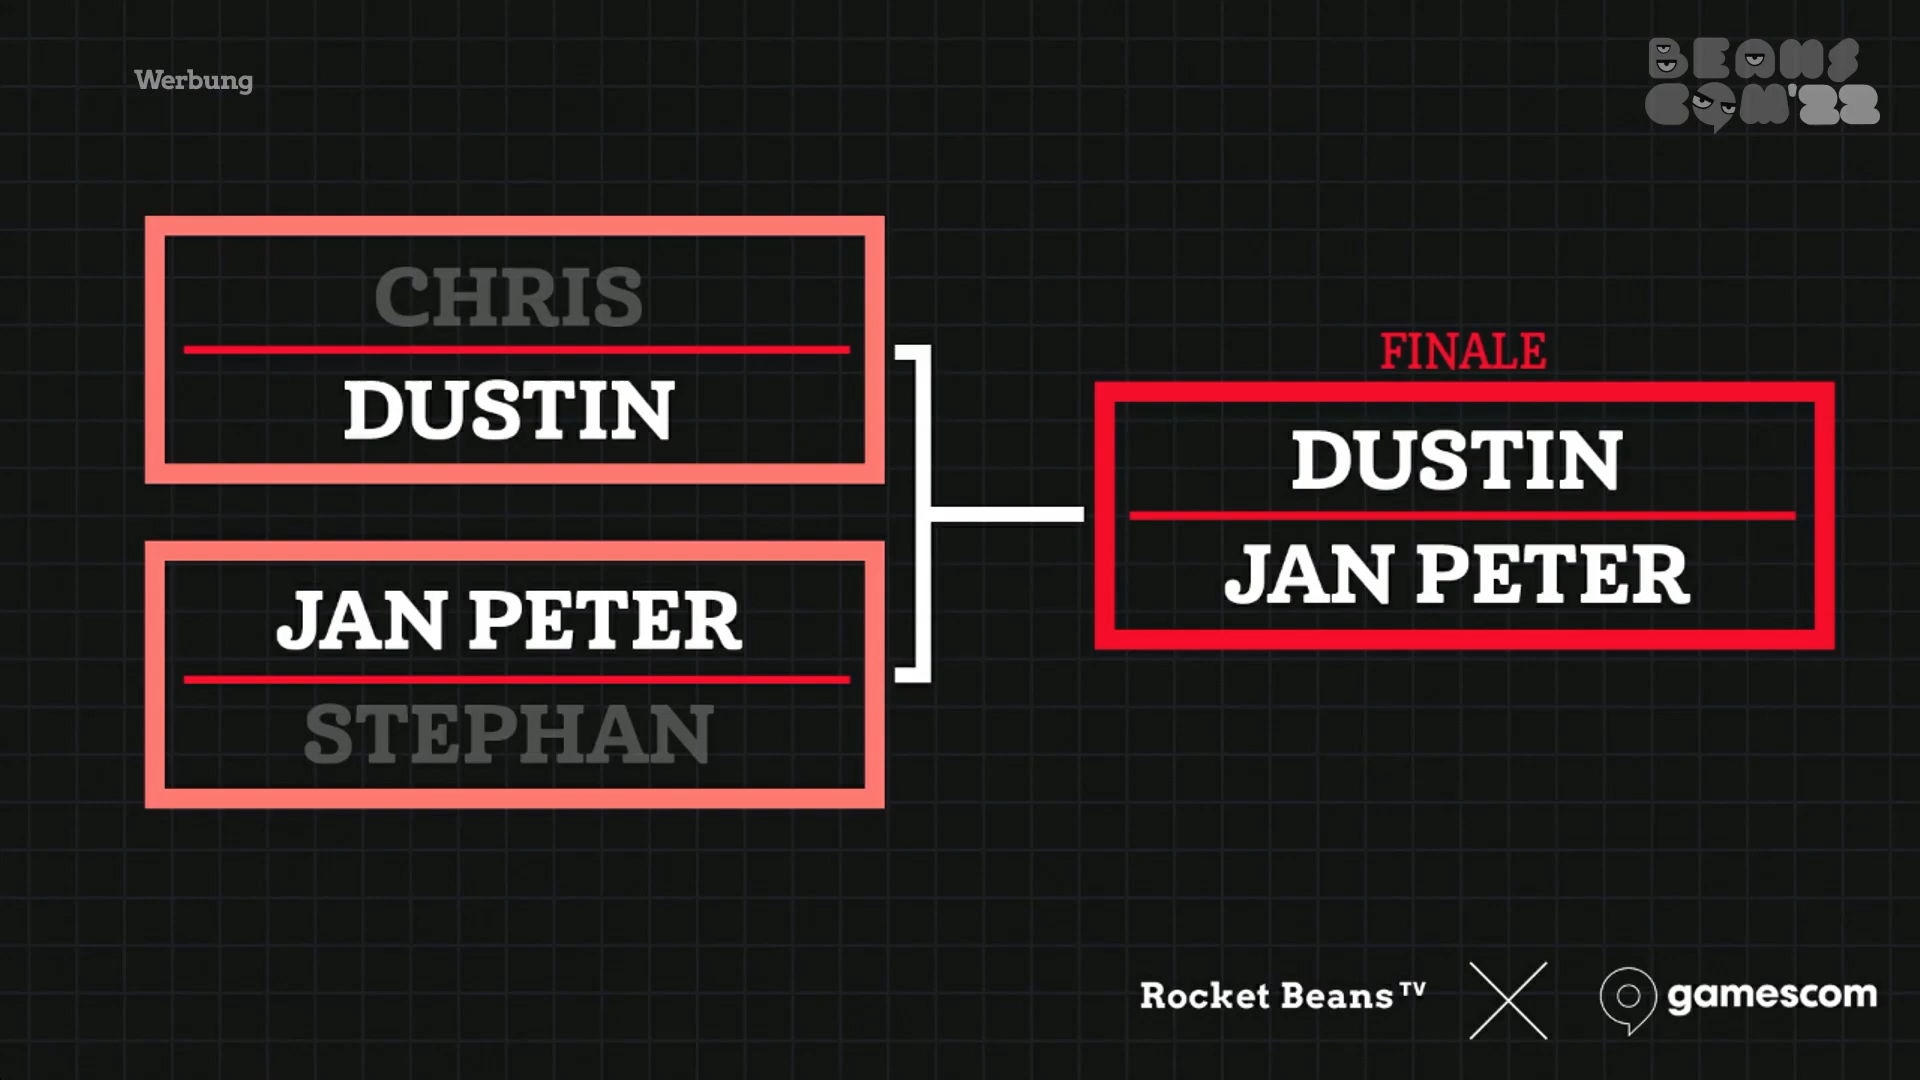 Werbung
BEANS
COM'22
CHRIS
DUSTIN
JAN PETER
STEPHAN
FINALE
DUSTIN
JAN PETER
Rocket Beans TV
gamescom